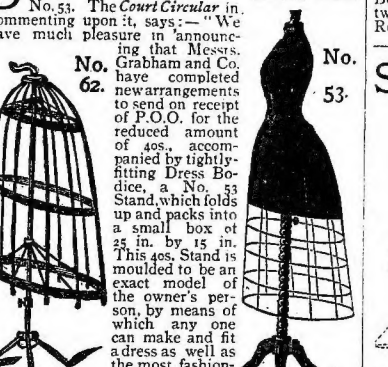 No. 53. The Court Circular in
commenting upon it, says:— "We
have much pleasure in 'announc-
ing that Messrs.
Grabham and Co.
have completed
new arrangements
to send on receipt
of P.O.O. for the
reduced amount
of 40s., accom-
panied by tightly-
fitting Dress Bo-
dice, a No. 53
Stand, which folds
up and packs into
a small box of
25 in. by 15 in.
This 40s. Stand is
moulded to be an
exact model of
the owner's per-
son, by means of
which any one
can make and fit
a dress as well as
the most fashion-
No.
62.
No.
53.